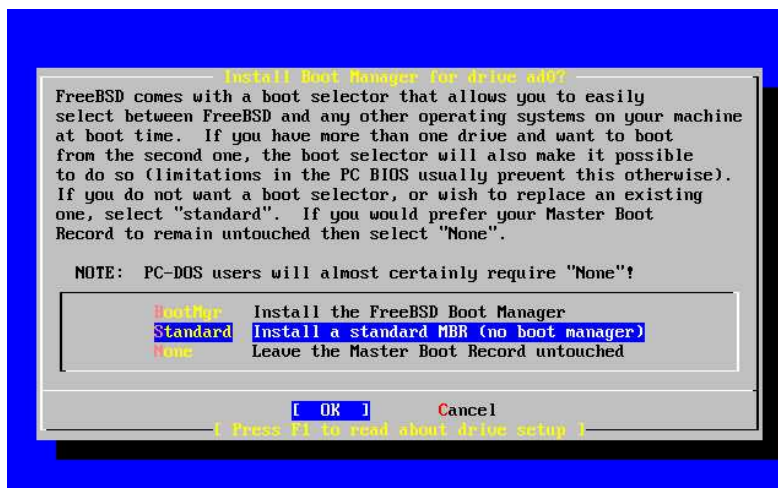 Install Boot Manager for drive ad0?
FreeBSD comes with a boot selector that allows you to easily
select between FreeBSD and any other operating systems on your machine
at boot time.  If you have more than one drive and want to boot
from the second one, the boot selector will also make it possible
to do so (limitations in the PC BIOS usually prevent this otherwise).
If you do not want a boot selector, or wish to replace an existing
one, select "standard".  If you would prefer your Master Boot
Record to remain untouched then select "None".
NOTE:  PC-DOS users will almost certainly require "None"!
BootMgr   Install the FreeBSD Boot Manager
Standard  Install a standard MBR (no boot manager)
None      Leave the Master Boot Record untouched
[  OK  ]       Cancel
[ Press F1 to read about drive setup ]